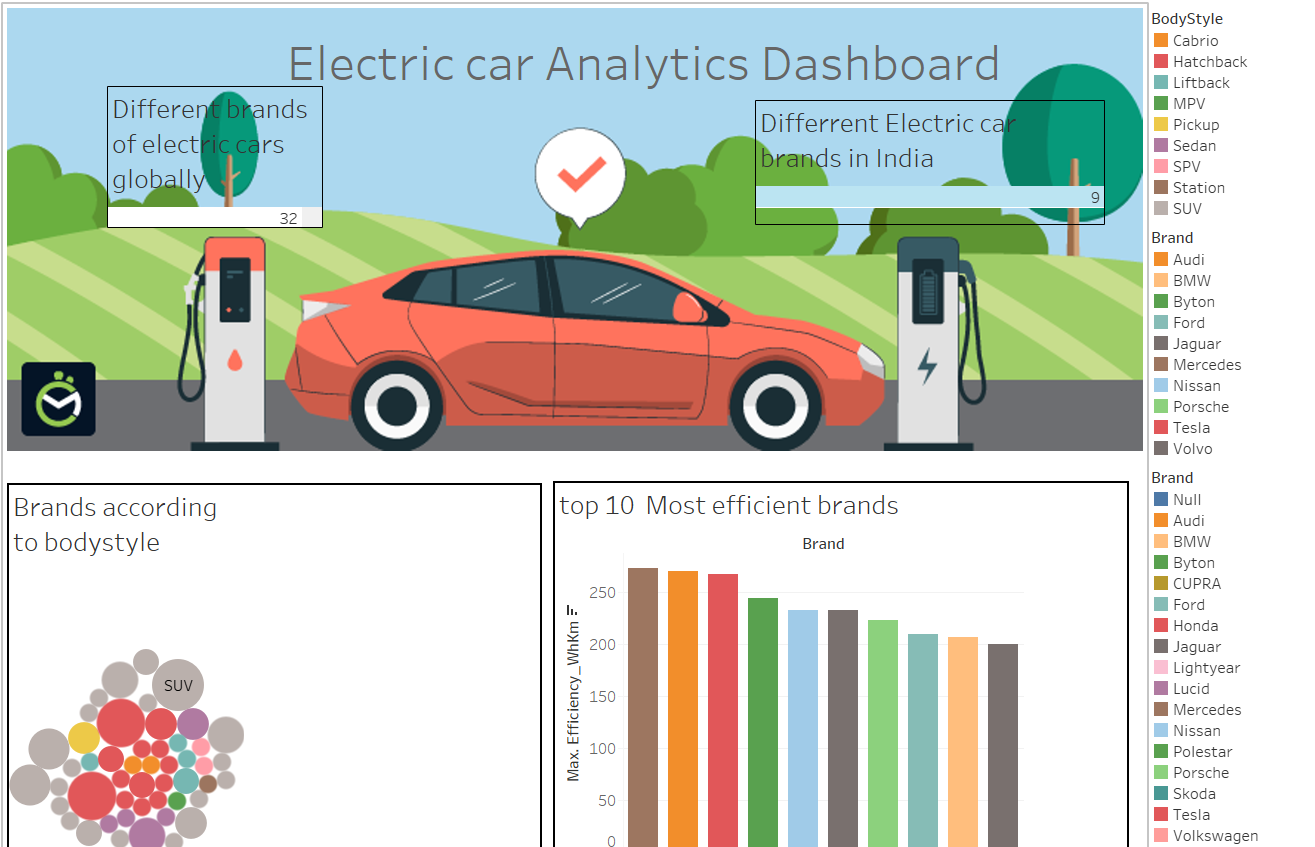 Electric car Analytics Dashboard
Different brands
of electric cars
globally
32
Differrent Electric car
brands in India
9
Brands according
to bodystyle
SUV
top 10  Most efficient brands
Brand
Max. Efficiency_WhKm
250
200
150
100
50
0
BodyStyle
Cabrio
Hatchback
Liftback
MPV
Pickup
Sedan
SPV
Station
SUV
Brand
Audi
BMW
Byton
Ford
Jaguar
Mercedes
Nissan
Porsche
Tesla
Volvo
Brand
Null
Audi
BMW
Byton
CUPRA
Ford
Honda
Jaguar
Lightyear
Lucid
Mercedes
Nissan
Polestar
Porsche
Skoda
Tesla
Volkswagen